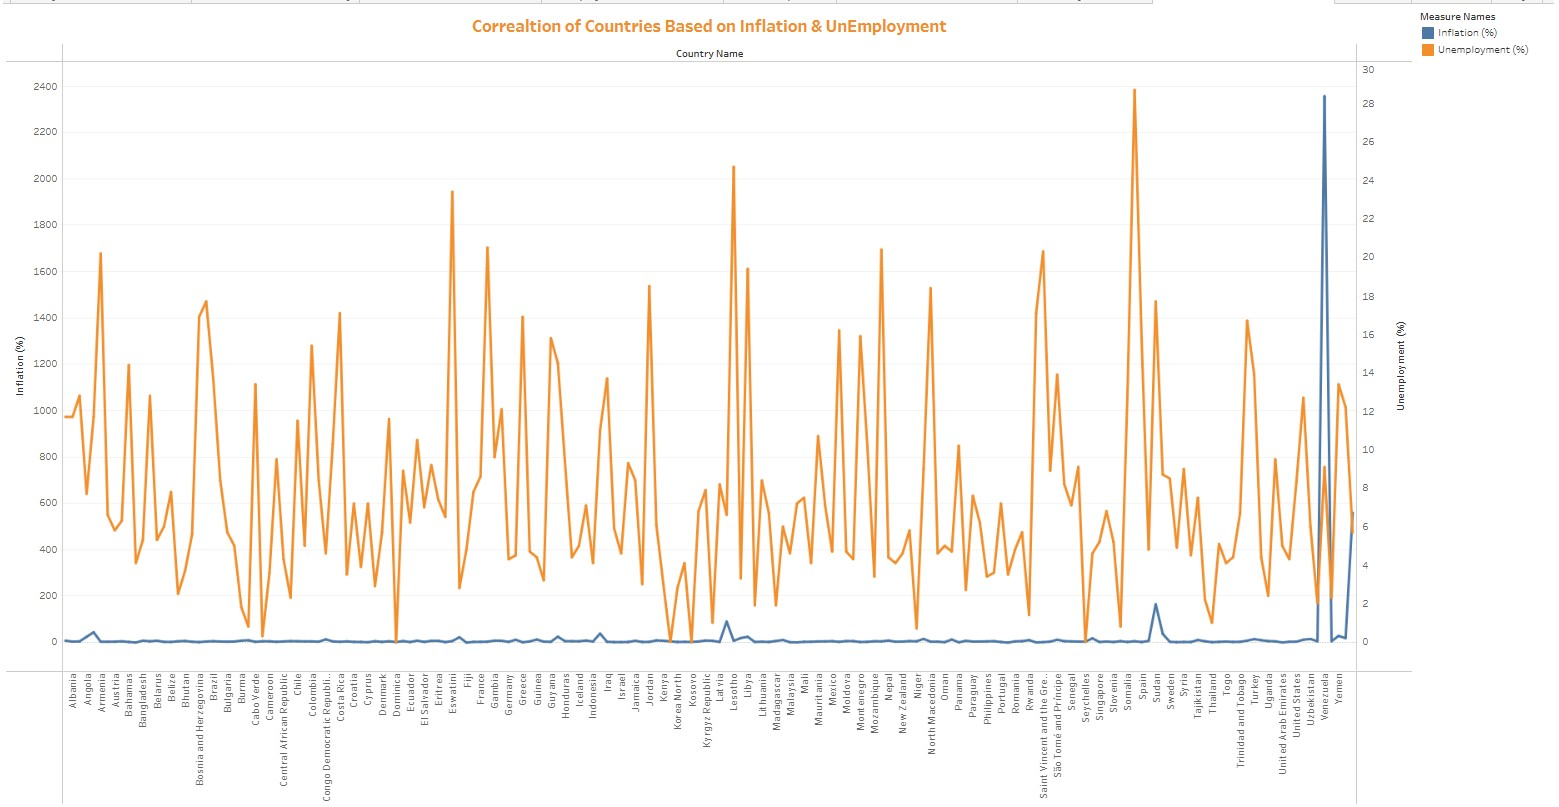 Correaltion of Countries Based on Inflation & UnEmployment
Measure Names
Inflation (%)
Unemployment (%)
Country Name
2400
2200
2000
1800
1600
1400
1200
1000
800
600
400
200
0
Inflation (%)
30
28
26
24
22
20
18
16
14
12
10
8
6
4
2
0
Unemployment (%)
Albania
Angola
Armenia
Austria
Bahamas
Bangladesh
Belarus
Belize
Bhutan
Bosnia and Herzegovina
Brazil
Bulgaria
Burma
Cabo Verde
Cameroon
Central African Republic
Chile
Colombia
Congo Democratic Republi..
Costa Rica
Croatia
Cyprus
Denmark
Dominica
Ecuador
El Salvador
Eritrea
Eswatini
Fiji
France
Gambia
Germany
Greece
Guinea
Guyana
Honduras
Iceland
Indonesia
Iraq
Israel
Jamaica
Jordan
Kenya
Korea North
Kosovo
Kyrgyz Republic
Latvia
Lesotho
Libya
Lithuania
Madagascar
Malaysia
Mali
Mauritania
Mexico
Moldova
Montenegro
Mozambique
Nepal
New Zealand
Niger
North Macedonia
Oman
Panama
Paraguay
Philippines
Portugal
Romania
Rwanda
Saint Vincent and the Gre..
São Tomé and Príncipe
Senegal
Seychelles
Singapore
Slovenia
Somalia
Spain
Sudan
Sweden
Syria
Tajikistan
Thailand
Togo
Trinidad and Tobago
Turkey
Uganda
United Arab Emirates
United States
Uzbekistan
Venezuela
Yemen